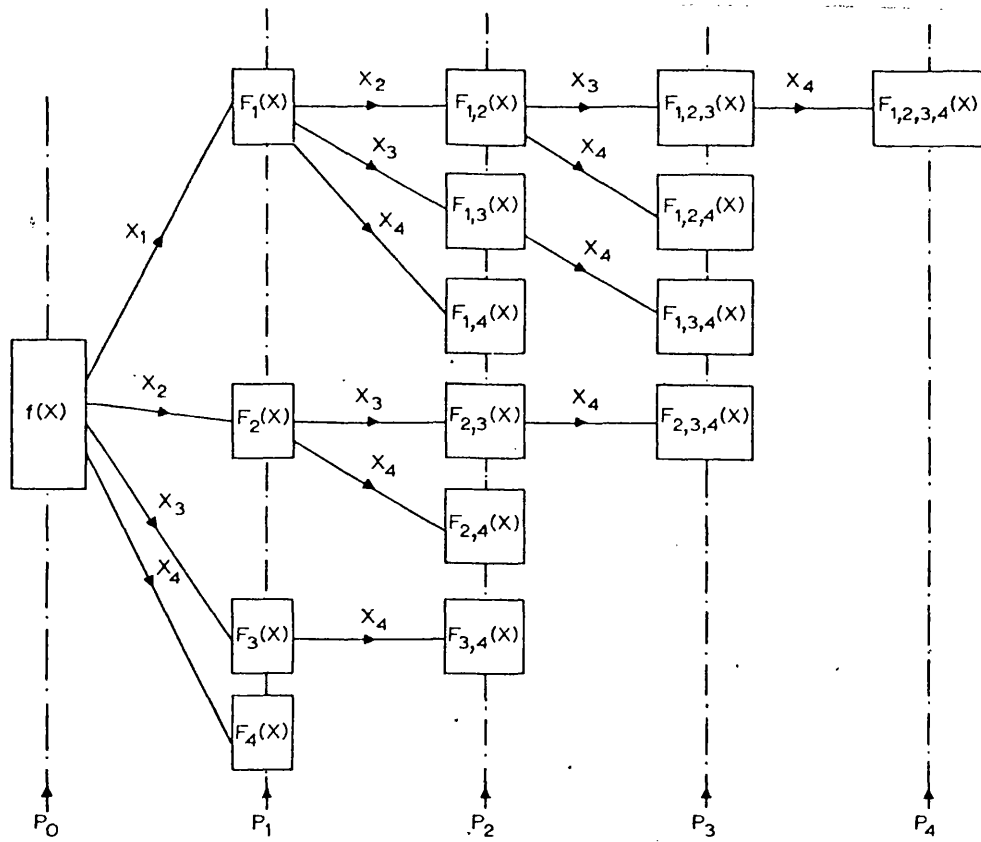 F₁(X)
X₂
F₁,₂(X)
X₃
F₁,₂,₃(X)
X₄
F₁,₂,₃,₄(X)
X₃
X₄
F₁,₃(X)
F₁,₂,₄(X)
X₁
X₄
X₄
F₁,₄(X)
F₁,₃,₄(X)
f(X)
X₂
F₂(X)
X₃
F₂,₃(X)
X₄
F₂,₃,₄(X)
X₄
F₂,₄(X)
X₃
X₄
F₃(X)
X₄
F₃,₄(X)
F₄(X)
P₀ P₁ P₂ P₃ P₄